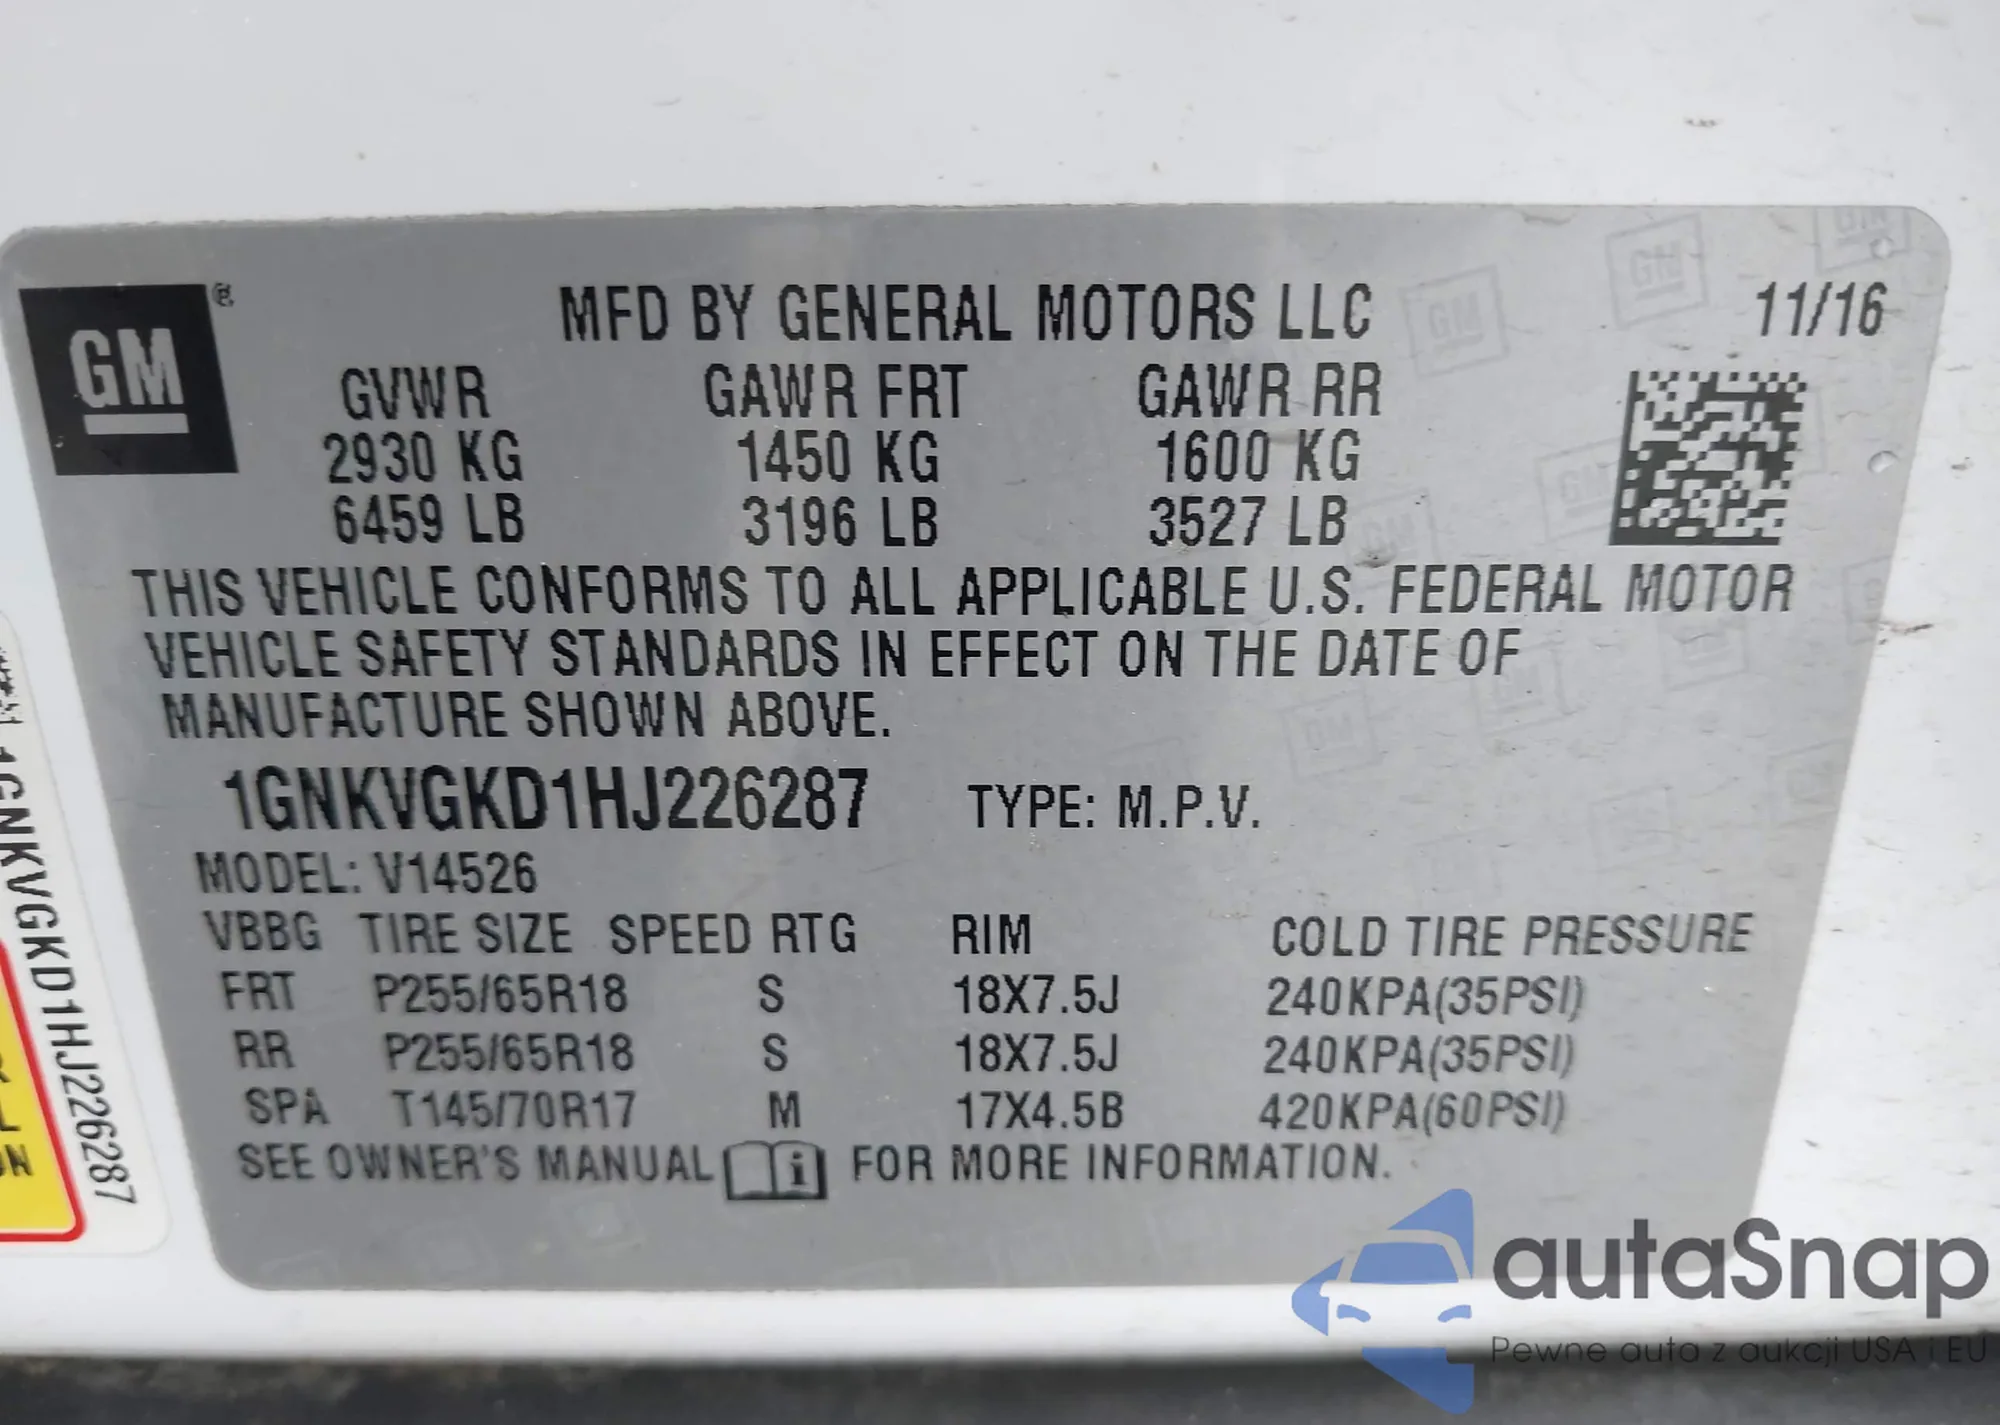 GM
MFD BY GENERAL MOTORS LLC 11/16
GVWR GAWR FRT GAWR RR
2930 KG 1450 KG 1600 KG
6459 LB 3196 LB 3527 LB
THIS VEHICLE CONFORMS TO ALL APPLICABLE U.S. FEDERAL MOTOR
VEHICLE SAFETY STANDARDS IN EFFECT ON THE DATE OF
MANUFACTURE SHOWN ABOVE.
1GNKVGKD1HJ226287 TYPE: M.P.V.
MODEL: V14526
VBBG TIRE SIZE SPEED RTG RIM COLD TIRE PRESSURE
FRT P255/65R18 S 18X7.5J 240KPA(35PSI)
RR P255/65R18 S 18X7.5J 240KPA(35PSI)
SPA T145/70R17 M 17X4.5B 420KPA(60PSI)
SEE OWNER'S MANUAL i FOR MORE INFORMATION.
1GNKVGKD1HJ226287
autaSnap
Pewne auta z aukcji USA i EU